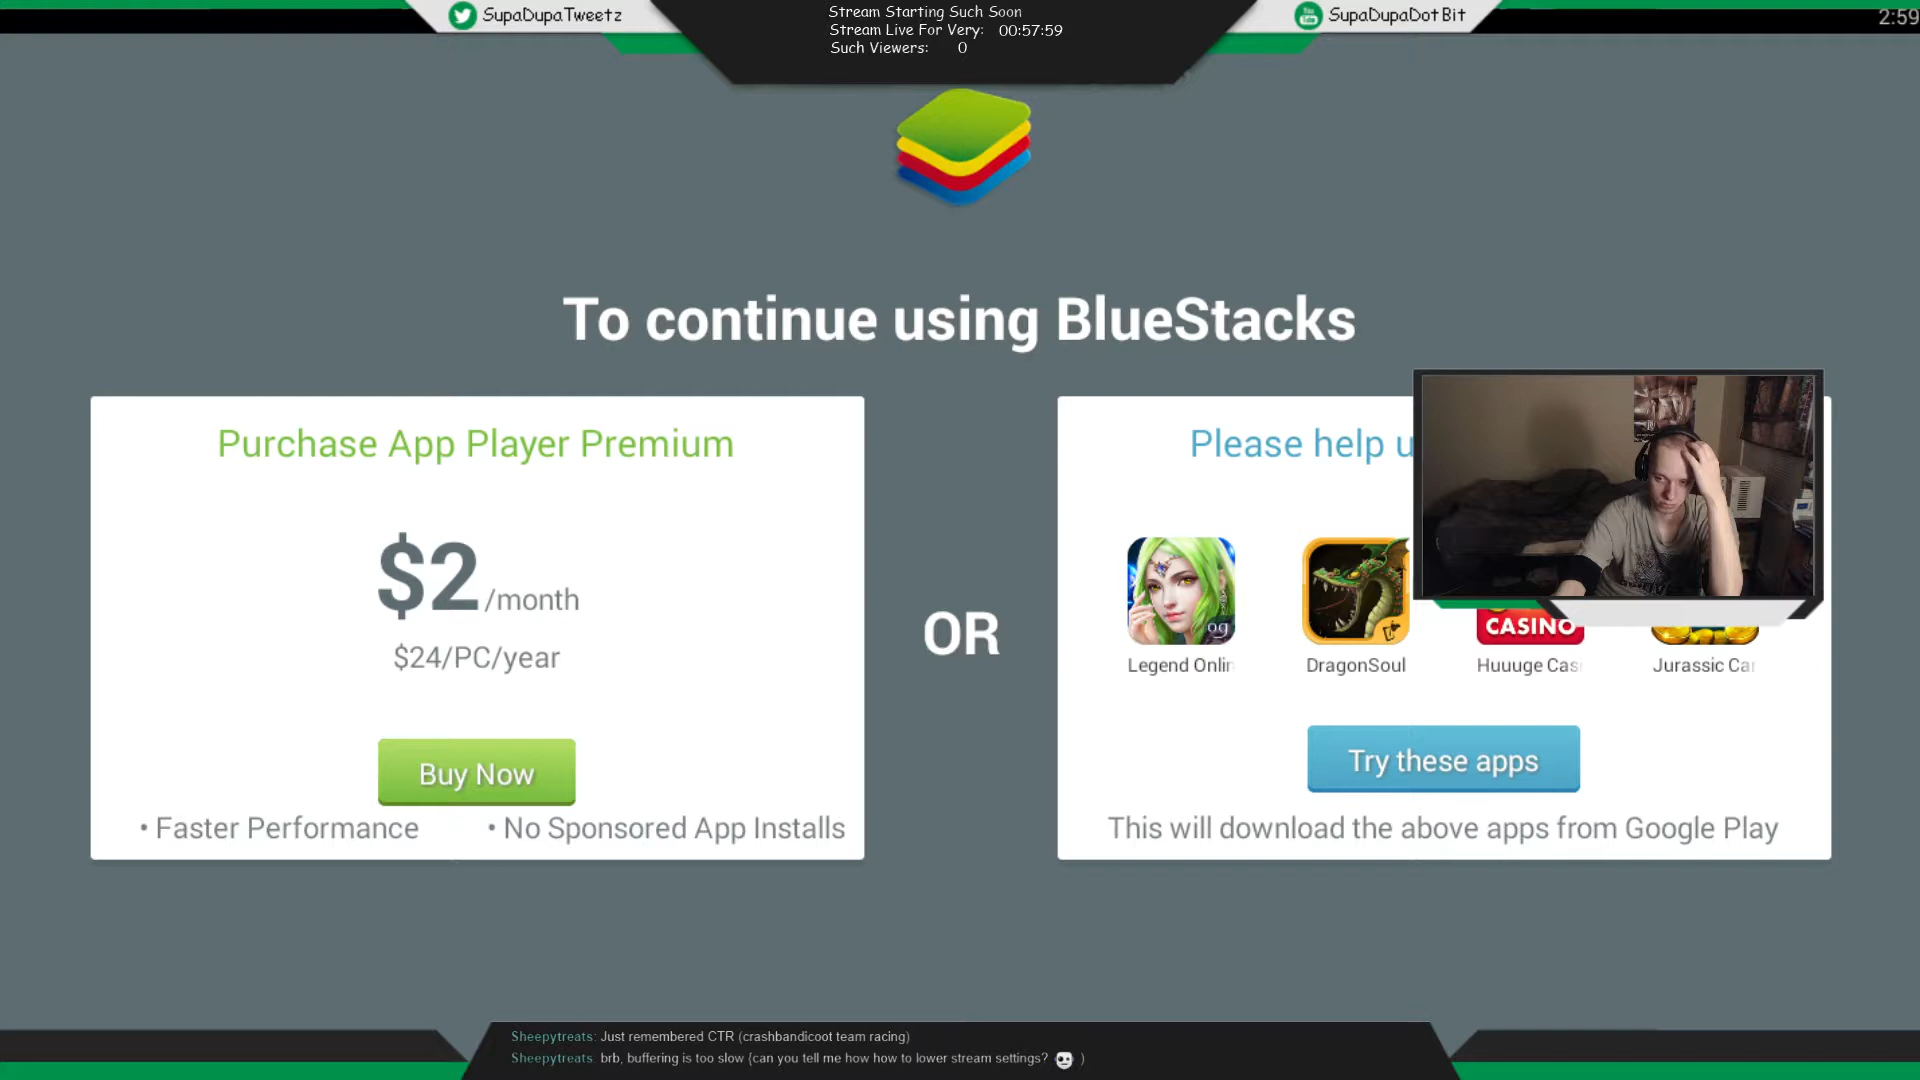 SupaDupaTweetz
Stream Starting Such Soon
Stream Live For Very: 00:57:59
Such Viewers: 0
SupaDupaDotBit
2:59
To continue using BlueStacks
Purchase App Player Premium
$2/month
$24/PC/year
Buy Now
• Faster Performance • No Sponsored App Installs
OR
Please help u
og
CASINO
Legend Onlin
DragonSoul
Huuuge Cas
Jurassic Car
Try these apps
This will download the above apps from Google Play
Sheepytreats: Just remembered CTR (crashbandicoot team racing)
Sheepytreats: brb, buffering is too slow (can you tell me how how to lower stream settings? )